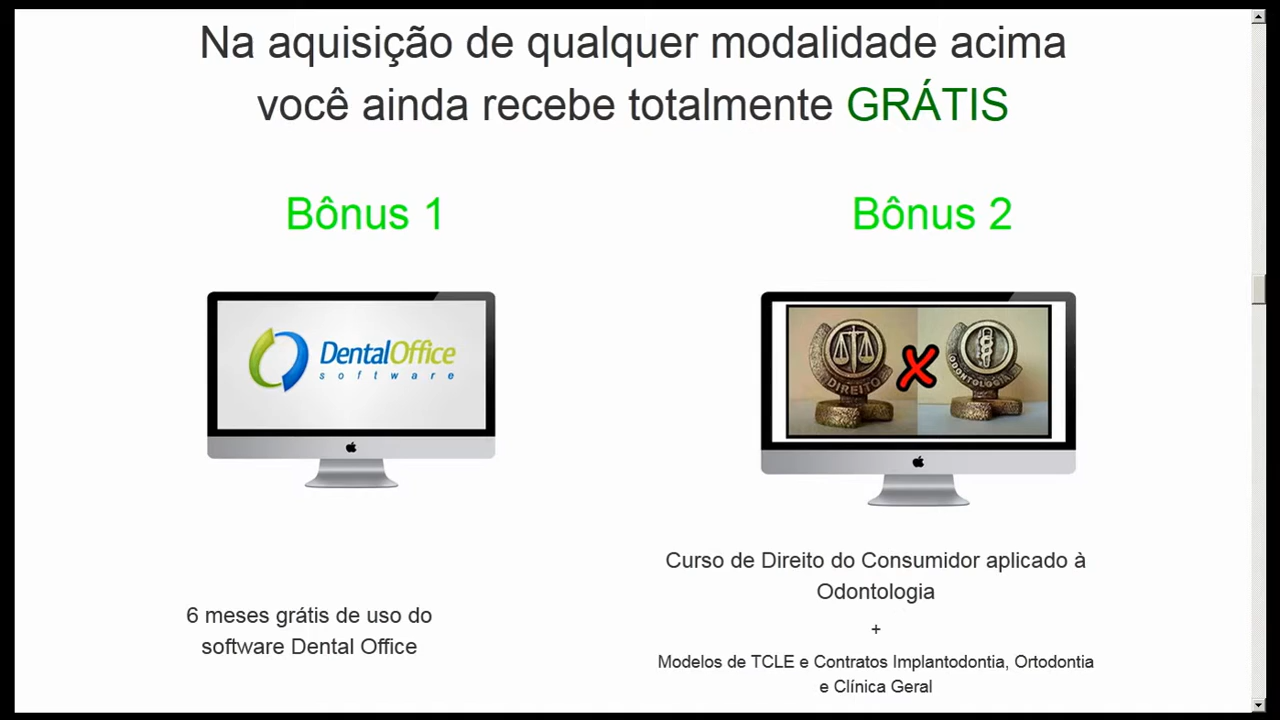 Na aquisição de qualquer modalidade acima
você ainda recebe totalmente GRÁTIS
Bônus 1
Bônus 2
DentalOffice
software
DIREITO
X
ODONTOLOGIA
6 meses grátis de uso do
software Dental Office
Curso de Direito do Consumidor aplicado à
Odontologia
+
Modelos de TCLE e Contratos Implantodontia, Ortodontia
e Clínica Geral